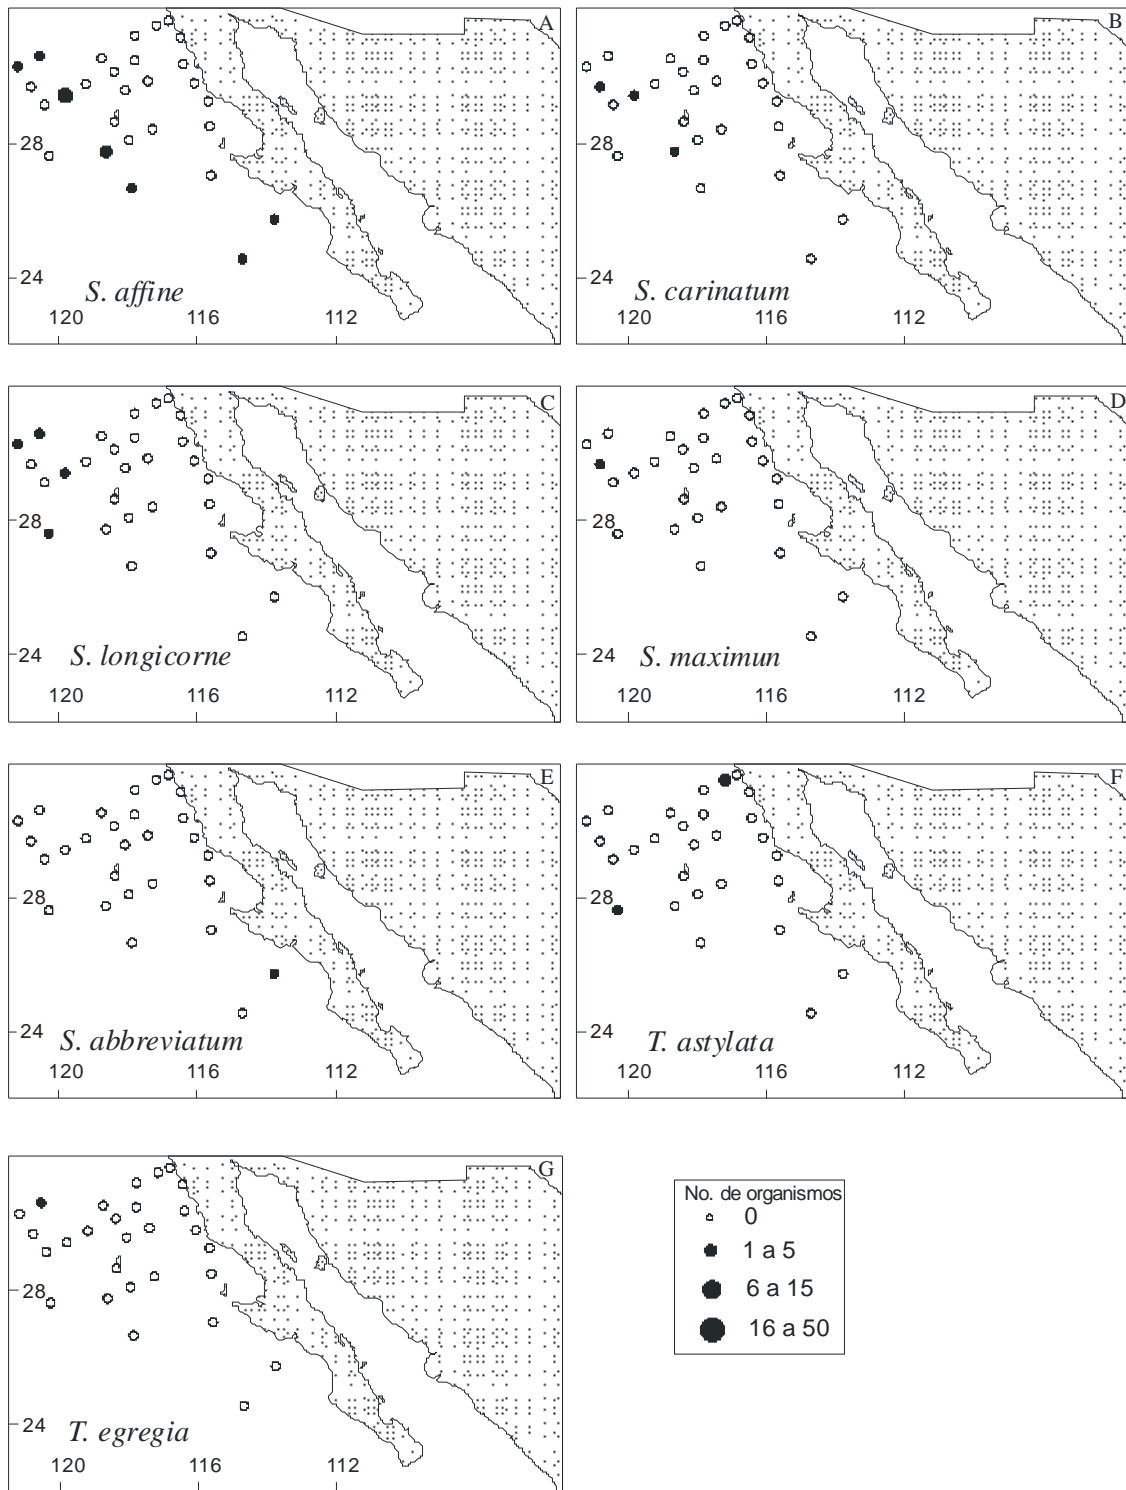 A
28
24
S. affine
120 116 112
B
28
24
S. carinatum
120 116 112
C
28
24
S. longicorne
120 116 112
D
28
24
S. maximun
120 116 112
E
28
24
S. abbreviatum
120 116 112
F
28
24
T. astylata
120 116 112
G
28
24
T. egregia
120 116 112
No. de organismos
0
1 a 5
6 a 15
16 a 50